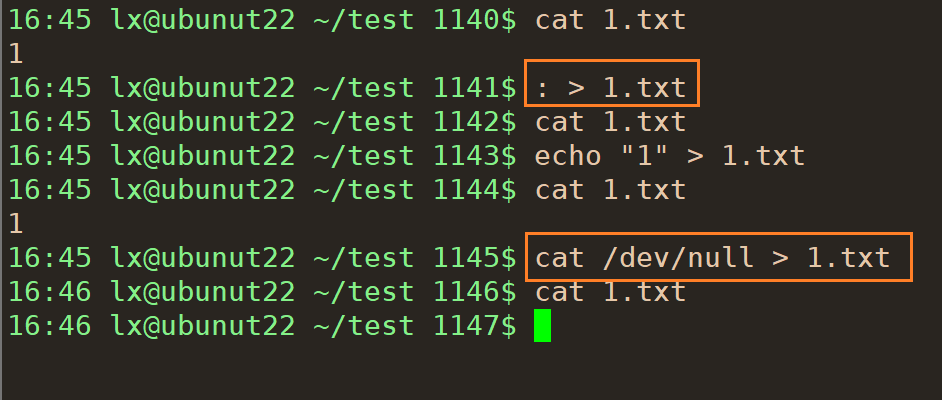 16:45 lx@ubunut22 ~/test 1140$ cat 1.txt
1
16:45 lx@ubunut22 ~/test 1141$ : > 1.txt
16:45 lx@ubunut22 ~/test 1142$ cat 1.txt
16:45 lx@ubunut22 ~/test 1143$ echo "1" > 1.txt
16:45 lx@ubunut22 ~/test 1144$ cat 1.txt
1
16:45 lx@ubunut22 ~/test 1145$ cat /dev/null > 1.txt
16:46 lx@ubunut22 ~/test 1146$ cat 1.txt
16:46 lx@ubunut22 ~/test 1147$